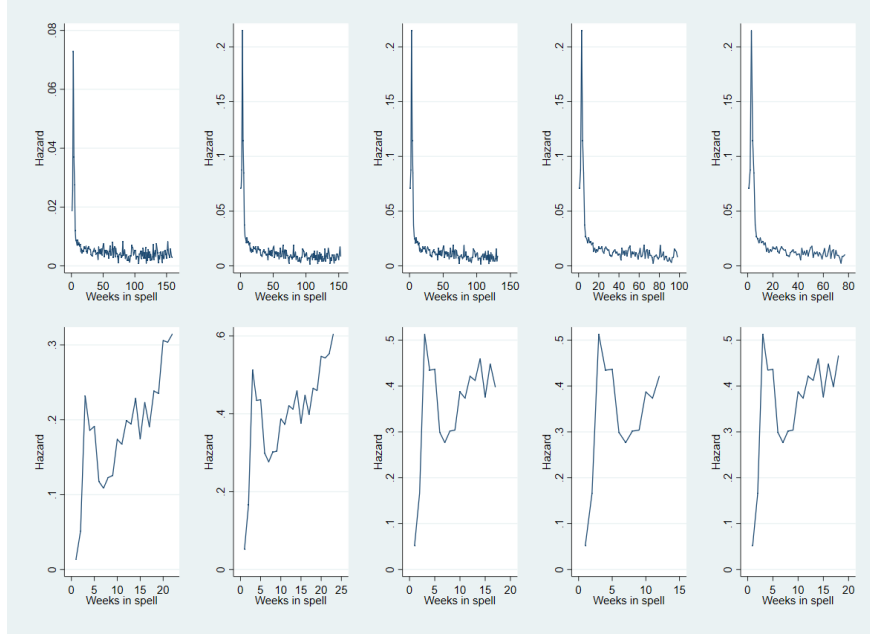 Hazard
0 .02 .04 .06 .08
0 50 100 150
Weeks in spell
Hazard
0 .05 .1 .15 .2
0 50 100 150
Weeks in spell
Hazard
0 .05 .1 .15 .2
0 50 100 150
Weeks in spell
Hazard
0 .05 .1 .15 .2
0 20 40 60 80 100
Weeks in spell
Hazard
0 .05 .1 .15 .2
0 20 40 60 80
Weeks in spell
Hazard
0 .1 .2 .3
0 5 10 15 20
Weeks in spell
Hazard
0 .2 .4 .6
0 5 10 15 20 25
Weeks in spell
Hazard
0 .1 .2 .3 .4 .5
0 5 10 15 20
Weeks in spell
Hazard
0 .1 .2 .3 .4 .5
0 5 10 15
Weeks in spell
Hazard
0 .1 .2 .3 .4 .5
0 5 10 15 20
Weeks in spell